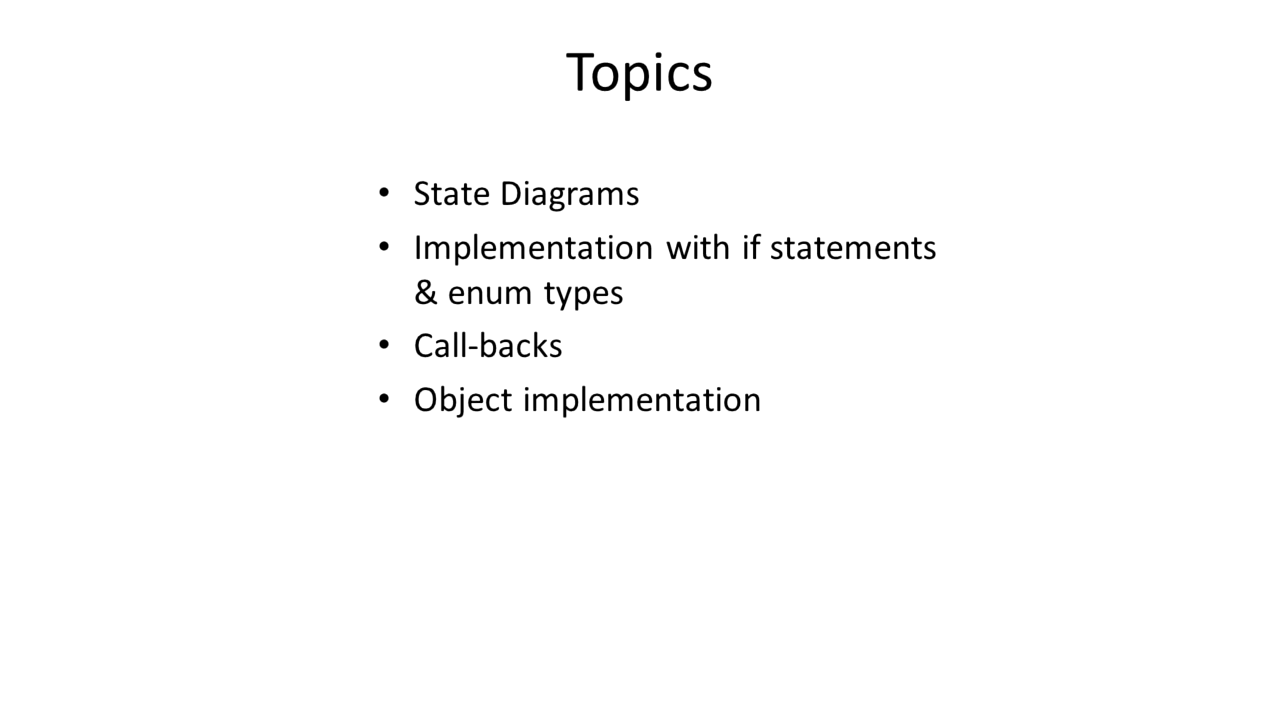 Topics
• State Diagrams
• Implementation with if statements
& enum types
• Call-backs
• Object implementation